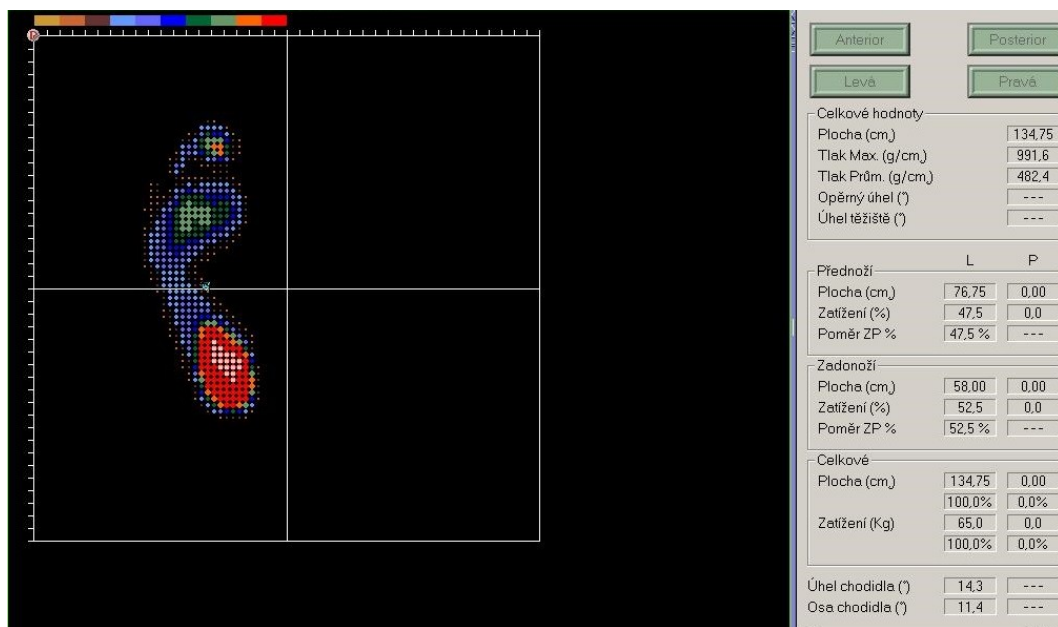 Anterior Posterior
Levá Pravá
Celkové hodnoty
Plocha (cm,) 134,75
Tlak Max. (g/cm,) 991,6
Tlak Prům. (g/cm,) 482,4
Opěrný úhel (°) ---
Úhel těžiště (°) ---
L P
Přednoží
Plocha (cm,) 76,75 0,00
Zatížení (%) 47,5 0,0
Poměr ZP % 47,5 % ---
Zadonoží
Plocha (cm,) 58,00 0,00
Zatížení (%) 52,5 0,0
Poměr ZP % 52,5 % ---
Celkové
Plocha (cm,) 134,75 0,00
100,0% 0,0%
Zatížení (Kg) 65,0 0,0
100,0% 0,0%
Úhel chodidla (°) 14,3 ---
Osa chodidla (°) 11,4 ---